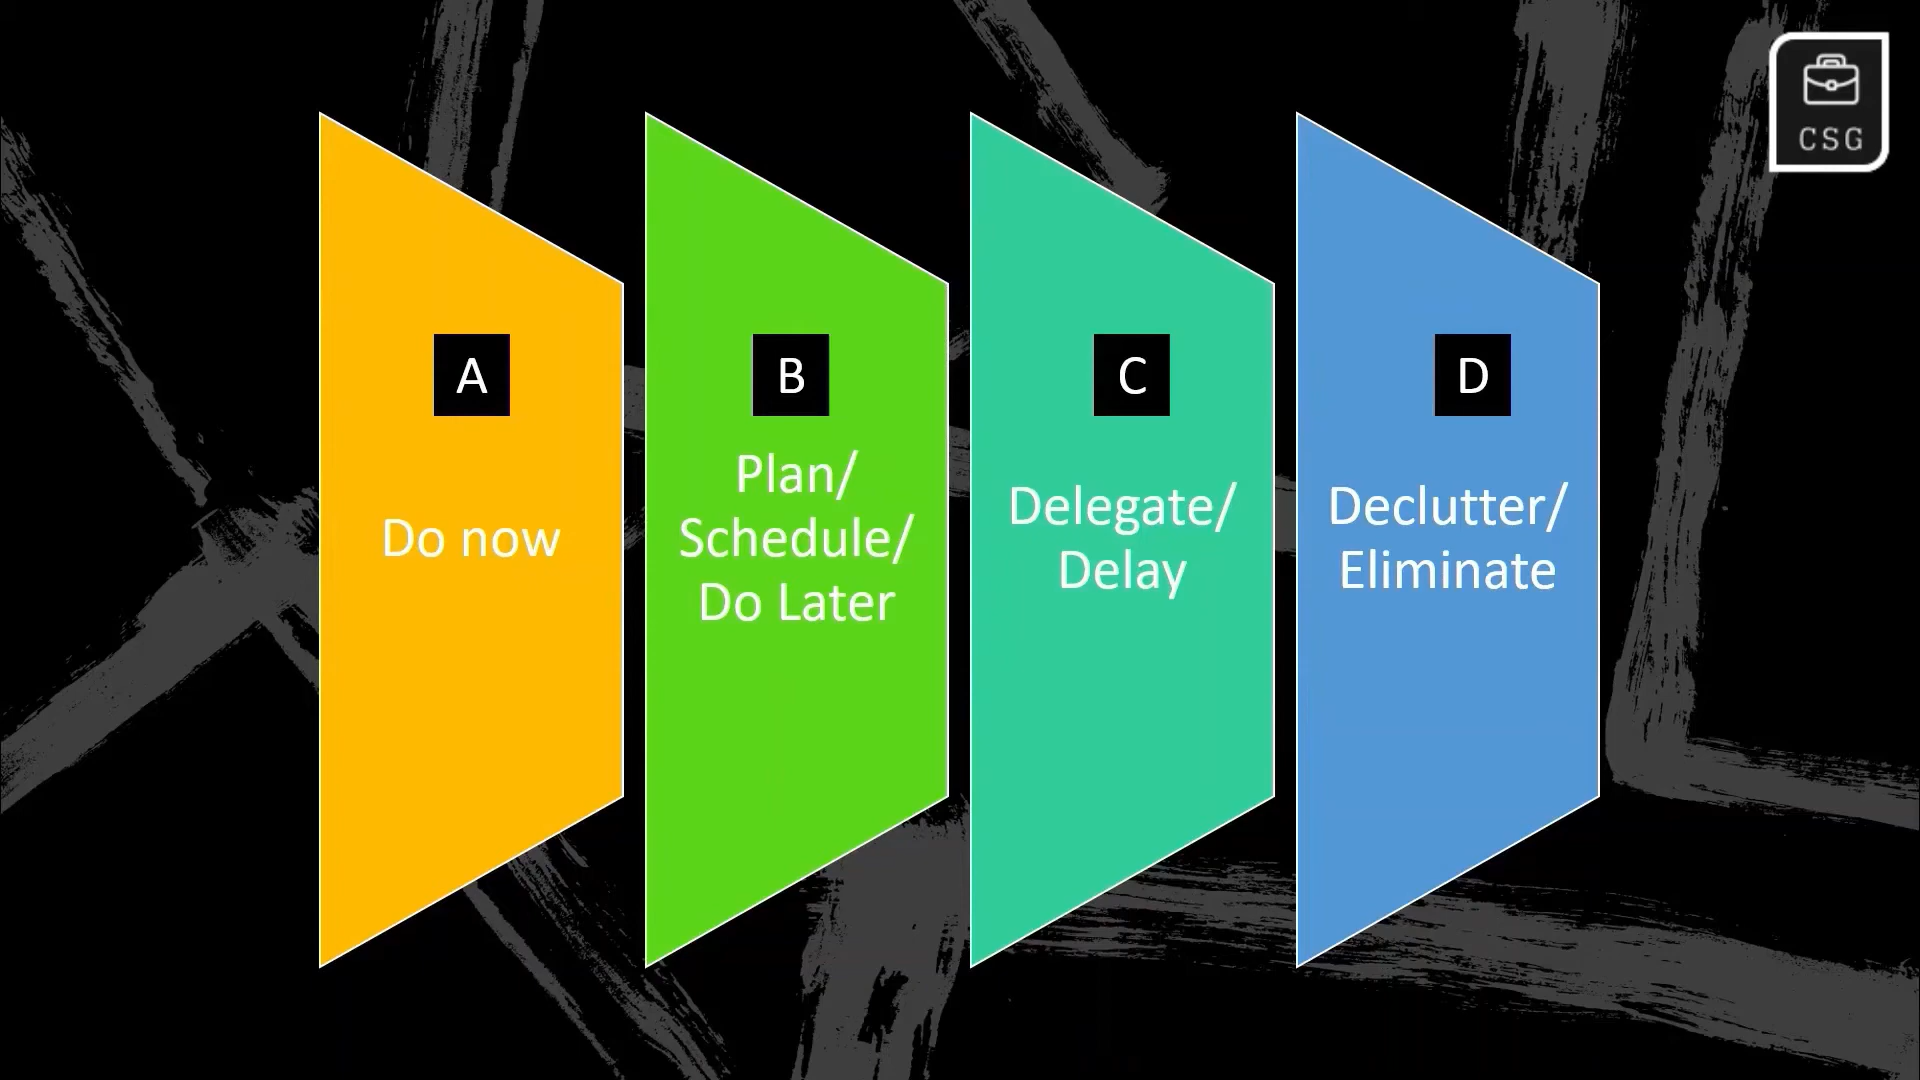 CSG
A
Do now
B
Plan/
Schedule/
Do Later
C
Delegate/
Delay
D
Declutter/
Eliminate